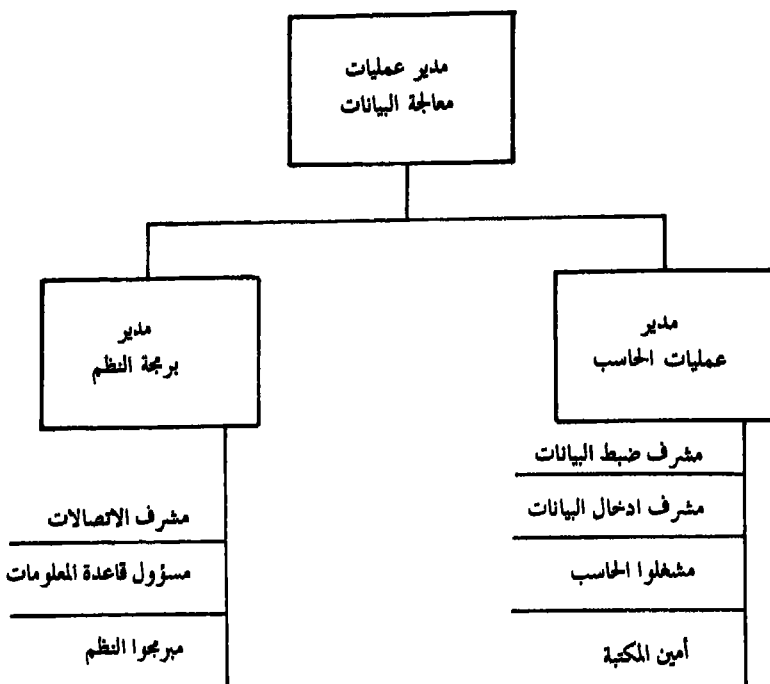 مدير عمليات
معالجة البيانات
مدير
عمليات الحاسب
مشرف ضبط البيانات
مشرف ادخال البيانات
مشغلوا الحاسب
أمين المكتبة
مدير
برمجة النظم
مشرف الاتصالات
مسؤول قاعدة المعلومات
مبرمجوا النظم